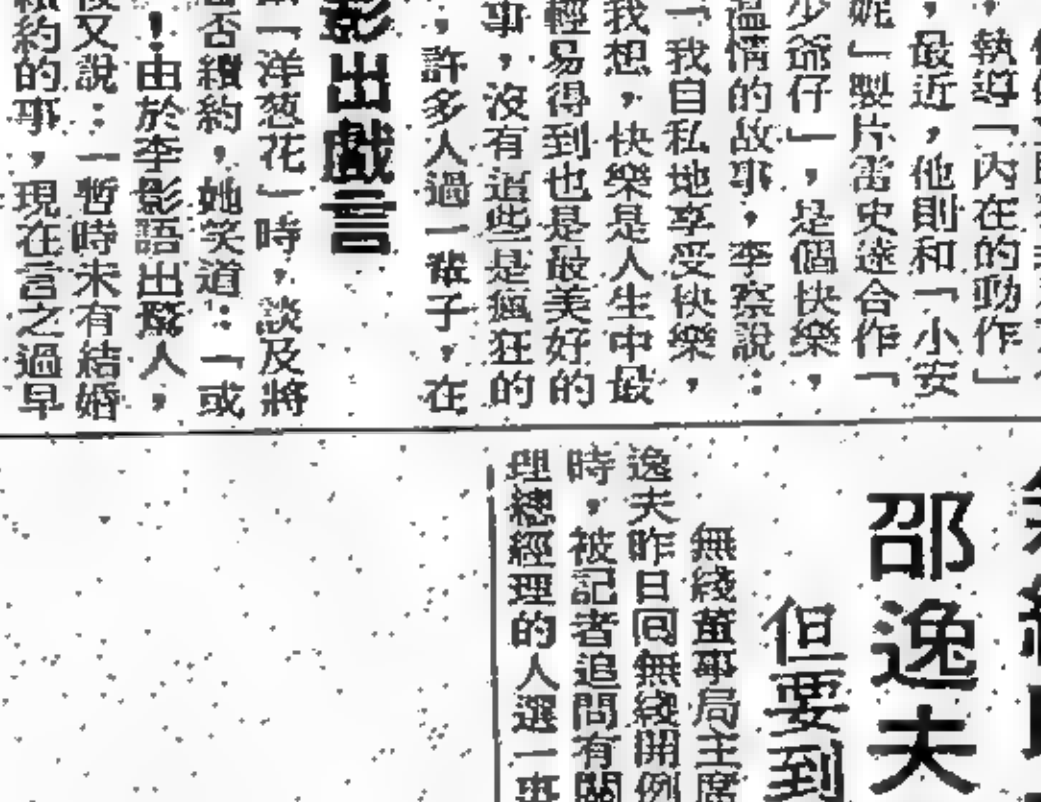 ，執導「內在的動作」
，最近，他則和「小安
妮」製片雷史達合作「
少爺仔」，是個快樂，
溫情的故事，李察說：
「我自私地享受快樂，
我想，快樂是人生中最
輕易得到也是最美好的
事，沒有這些是瘋狂的
，許多人過一輩子，在
影出戲言
「洋葱花」時，談及將
否續約，她笑道：「或
！由於李影語出驚人，
又說：「暫時未有結婚
約的事，現在言之過早
邵逸夫
但要到
無綫董事局主席
逸夫昨日回無綫開例
時，被記者追問有關
理總經理的人選一事